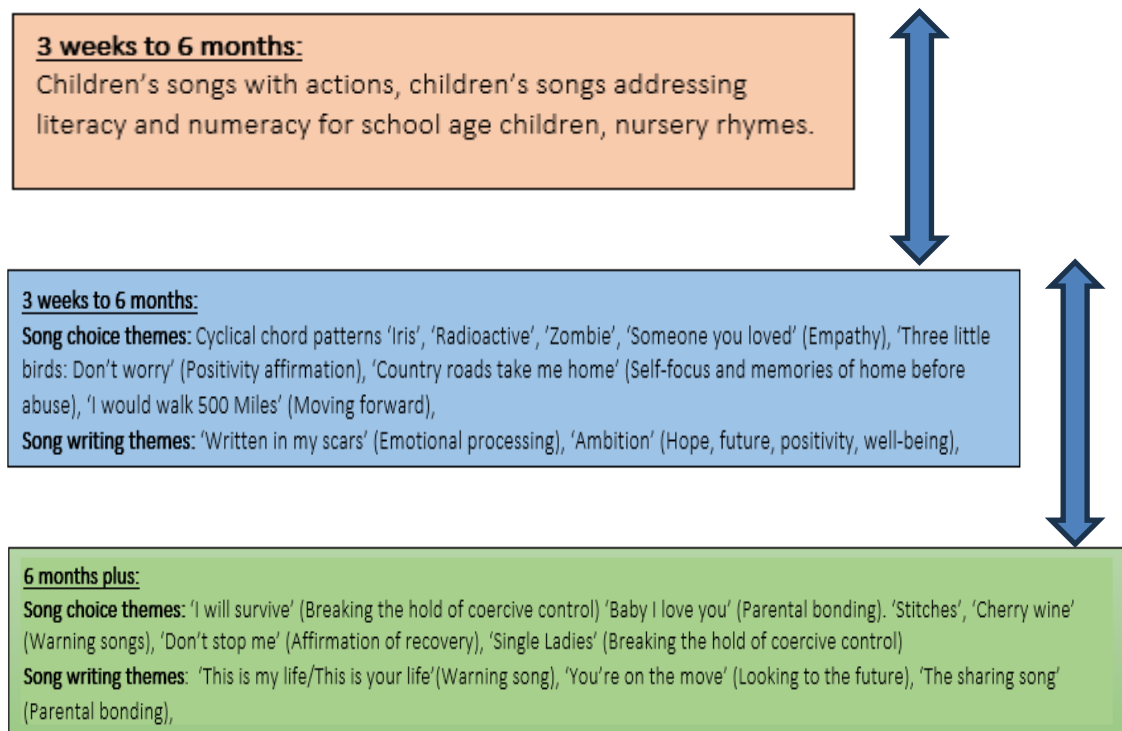 3 weeks to 6 months:
Children’s songs with actions, children’s songs addressing
literacy and numeracy for school age children, nursery rhymes.
3 weeks to 6 months:
Song choice themes: Cyclical chord patterns ‘Iris’, ‘Radioactive’, ’Zombie’, ‘Someone you loved’ (Empathy), ‘Three little
birds: Don’t worry’ (Positivity affirmation), ‘Country roads take me home’ (Self-focus and memories of home before
abuse), ‘I would walk 500 Miles’ (Moving forward),
Song writing themes: ‘Written in my scars’ (Emotional processing), ‘Ambition’ (Hope, future, positivity, well-being),
6 months plus:
Song choice themes: ‘I will survive’ (Breaking the hold of coercive control) ‘Baby I love you’ (Parental bonding). ‘Stitches’, ‘Cherry wine’
(Warning songs), ‘Don’t stop me’ (Affirmation of recovery), ‘Single Ladies’ (Breaking the hold of coercive control)
Song writing themes: ‘This is my life/This is your life’(Warning song), ‘You’re on the move’ (Looking to the future), ‘The sharing song’
(Parental bonding),